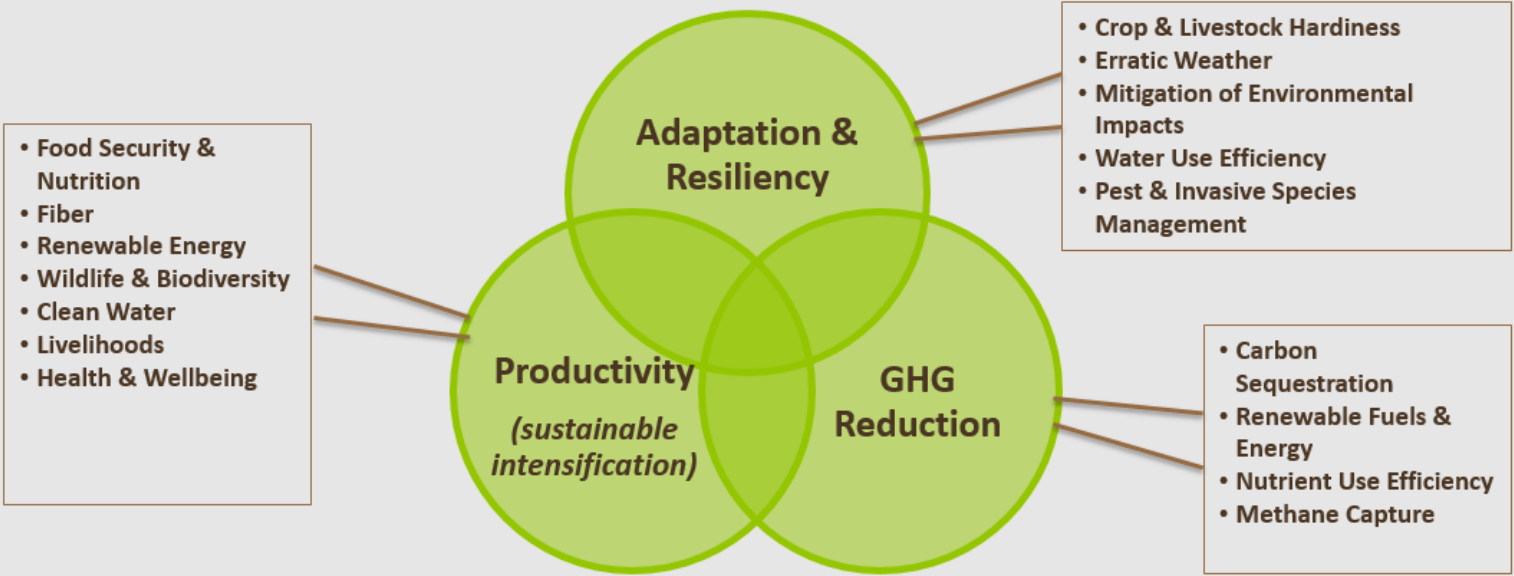 Adaptation &
Resiliency
• Crop & Livestock Hardiness
• Erratic Weather
• Mitigation of Environmental
Impacts
• Water Use Efficiency
• Pest & Invasive Species
Management
• Food Security &
Nutrition
• Fiber
• Renewable Energy
• Wildlife & Biodiversity
• Clean Water
• Livelihoods
• Health & Wellbeing
Productivity
(sustainable
intensification)
GHG
Reduction
• Carbon
Sequestration
• Renewable Fuels &
Energy
• Nutrient Use Efficiency
• Methane Capture